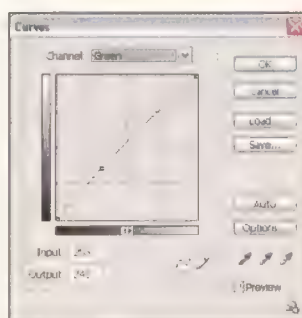 Curves
Channel Green
OK
Cancel
Load...
Save...
Auto
Options
Input
Output
Preview